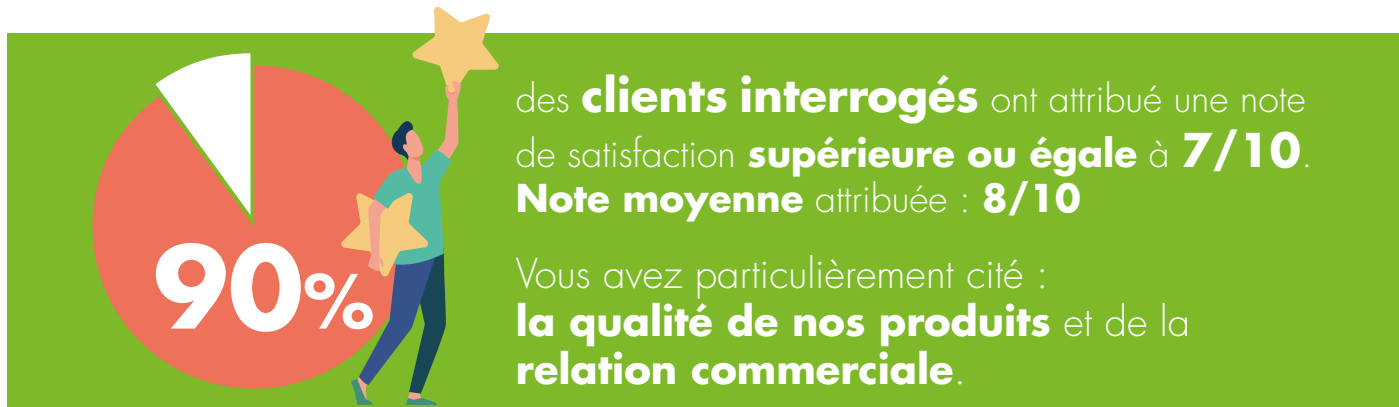 90%
des clients interrogés ont attribué une note
de satisfaction supérieure ou égale à 7/10.
Note moyenne attribuée : 8/10
Vous avez particulièrement cité :
la qualité de nos produits et de la
relation commerciale.